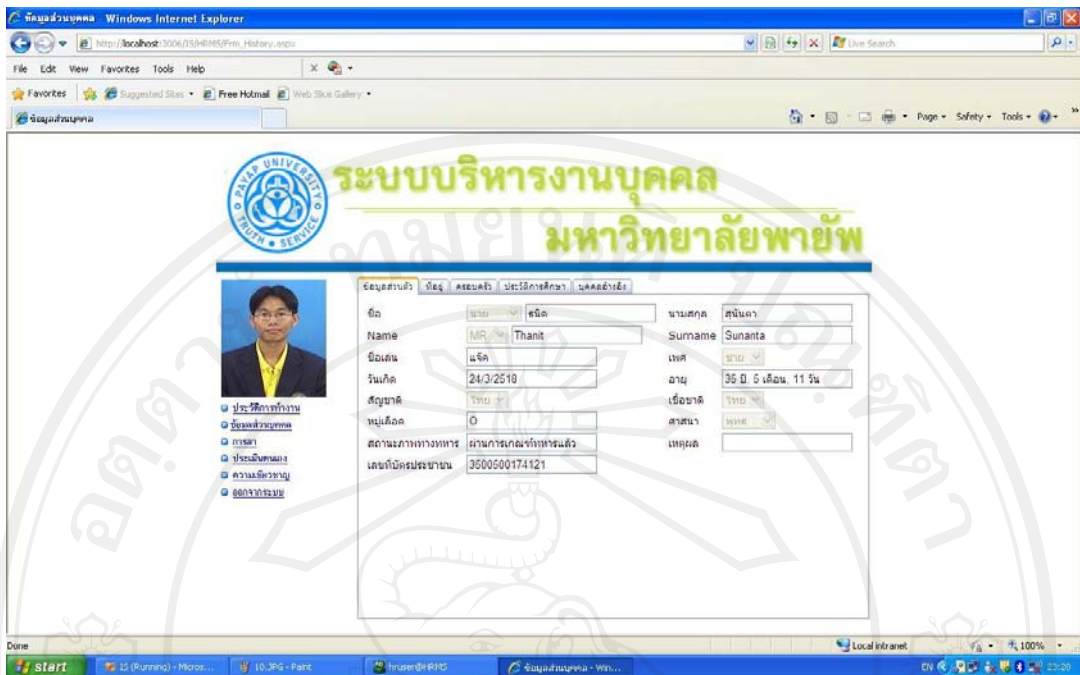 ข้อมูลส่วนบุคคล - Windows Internet Explorer
http://localhost:3006/15/HRMS/Frm_History.aspx
Live Search
File Edit View Favorites Tools Help
Favorites Suggested Sites Free Hotmail Web Slice Gallery
ข้อมูลส่วนบุคคล
Page Safety Tools
PAYAP UNIVERSITY
TRUTH • SERVICE
ระบบบริหารงานบุคคล
มหาวิทยาลัยพายัพ
ข้อมูลส่วนตัว ที่อยู่ ครอบครัว ประวัติการศึกษา บุคคลอ้างอิง
ชื่อ นาย ธนิต นามสกุล สุนันตา
Name MR. Thanit Surname Sunanta
ชื่อเล่น แจ๊ค เพศ ชาย
วันเกิด 24/3/2518 อายุ 35 ปี, 5 เดือน, 11 วัน
สัญชาติ ไทย เชื้อชาติ ไทย
หมู่เลือด O ศาสนา พุทธ
สถานะภาพทางทหาร ผ่านการเกณฑ์ทหารแล้ว เหตุผล
เลขที่บัตรประชาชน 3500500174121
ประวัติการทำงาน
ข้อมูลส่วนบุคคล
การลา
ประเมินตนเอง
ความเชี่ยวชาญ
ออกจากระบบ
Done Local intranet 100%
start 15 (Running) - Micros... 10.JPG - Paint hruser@HRMS ข้อมูลส่วนบุคคล - Win... EN 23:20